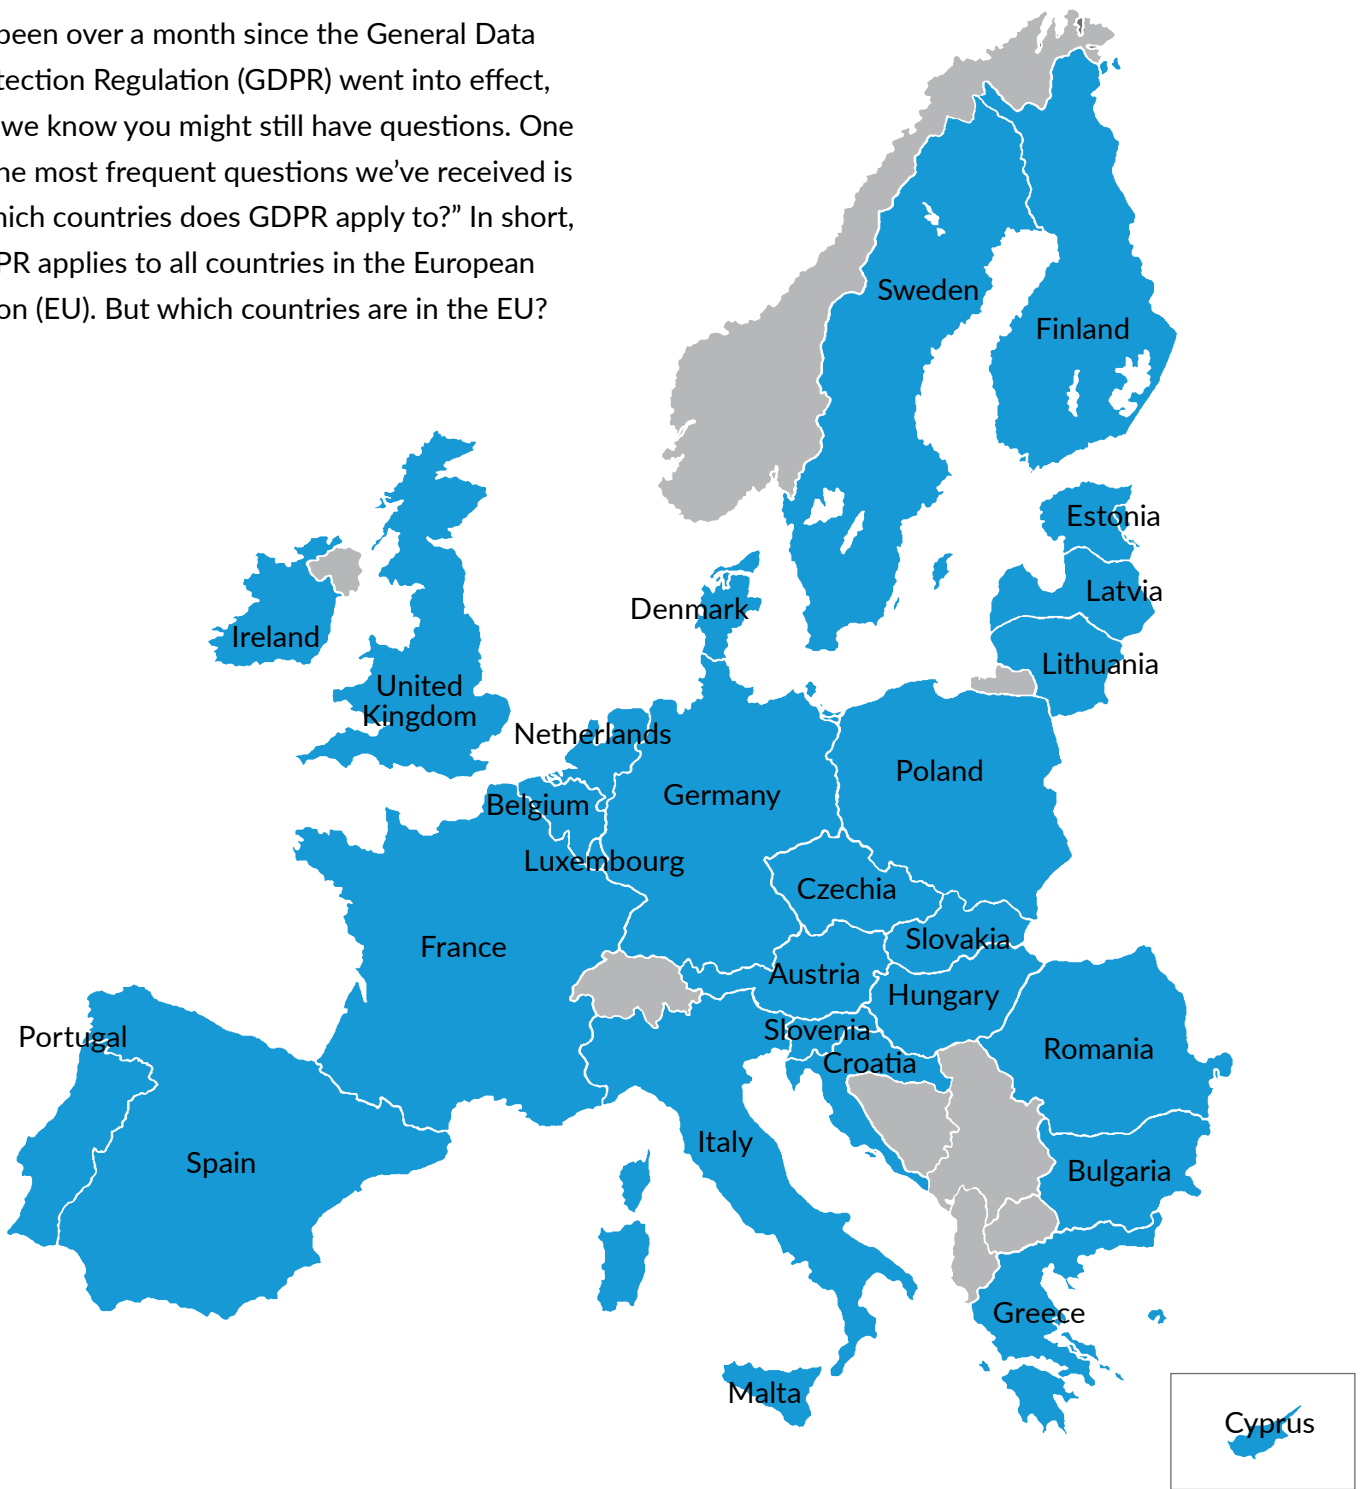 been over a month since the General Data
tection Regulation (GDPR) went into effect,
we know you might still have questions. One
he most frequent questions we’ve received is
hich countries does GDPR apply to?” In short,
PR applies to all countries in the European
on (EU). But which countries are in the EU?
Sweden
Finland
Estonia
Latvia
Denmark
Ireland
Lithuania
United
Kingdom
Netherlands
Poland
Germany
Belgium
Luxembourg
Czechia
Slovakia
France
Austria
Hungary
Slovenia
Portugal
Romania
Croatia
Italy
Spain
Bulgaria
Greece
Malta
Cyprus